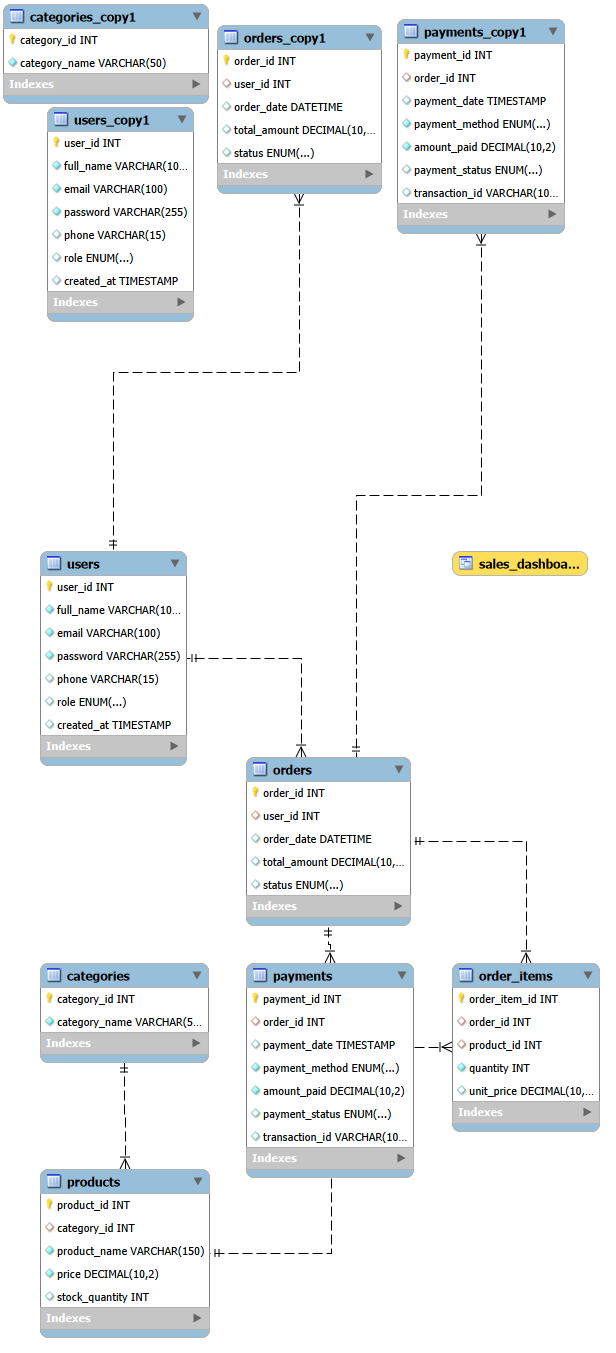 categories_copy1
category_id INT
category_name VARCHAR(50)
Indexes
users_copy1
user_id INT
full_name VARCHAR(10...
email VARCHAR(100)
password VARCHAR(255)
phone VARCHAR(15)
role ENUM(...)
created_at TIMESTAMP
Indexes
orders_copy1
order_id INT
user_id INT
order_date DATETIME
total_amount DECIMAL(10,...
status ENUM(...)
Indexes
payments_copy1
payment_id INT
order_id INT
payment_date TIMESTAMP
payment_method ENUM(...)
amount_paid DECIMAL(10,2)
payment_status ENUM(...)
transaction_id VARCHAR(10...
Indexes
users
user_id INT
full_name VARCHAR(10...
email VARCHAR(100)
password VARCHAR(255)
phone VARCHAR(15)
role ENUM(...)
created_at TIMESTAMP
Indexes
sales_dashboa...
orders
order_id INT
user_id INT
order_date DATETIME
total_amount DECIMAL(10,...
status ENUM(...)
Indexes
categories
category_id INT
category_name VARCHAR(5...
Indexes
payments
payment_id INT
order_id INT
payment_date TIMESTAMP
payment_method ENUM(...)
amount_paid DECIMAL(10,2)
payment_status ENUM(...)
transaction_id VARCHAR(10...
Indexes
order_items
order_item_id INT
order_id INT
product_id INT
quantity INT
unit_price DECIMAL(10,...
Indexes
products
product_id INT
category_id INT
product_name VARCHAR(150)
price DECIMAL(10,2)
stock_quantity INT
Indexes